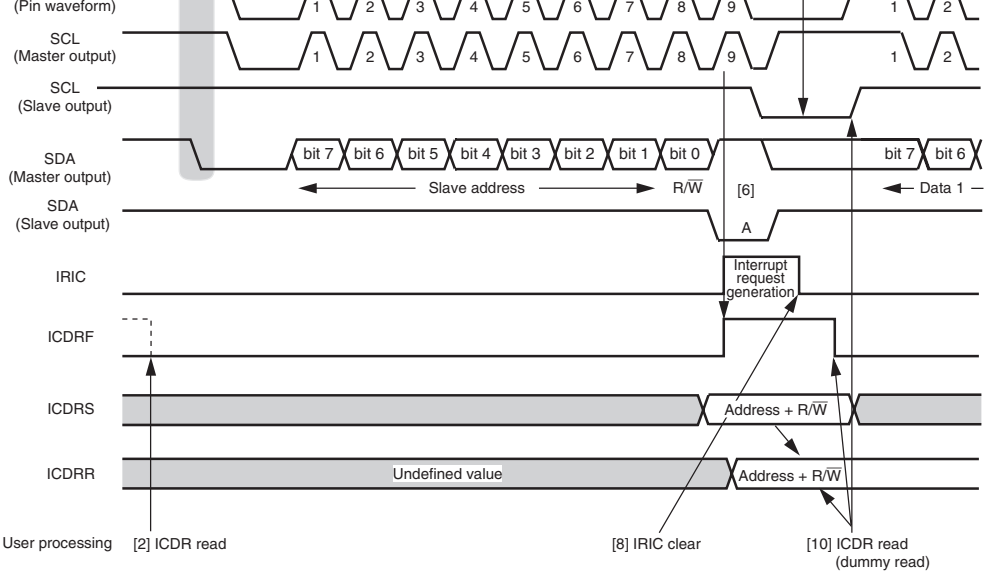 (Pin waveform)
1 2 3 4 5 6 7 8 9 1 2
SCL
(Master output)
1 2 3 4 5 6 7 8 9 1 2
SCL
(Slave output)
SDA
(Master output)
bit 7 bit 6 bit 5 bit 4 bit 3 bit 2 bit 1 bit 0 bit 7 bit 6
Slave address R/W̅ [6] Data 1
SDA
(Slave output)
A
IRIC
Interrupt
request
generation
ICDRF
ICDRS
Address + R/W̅
ICDRR
Undefined value
Address + R/W̅
User processing [2] ICDR read [8] IRIC clear [10] ICDR read
(dummy read)